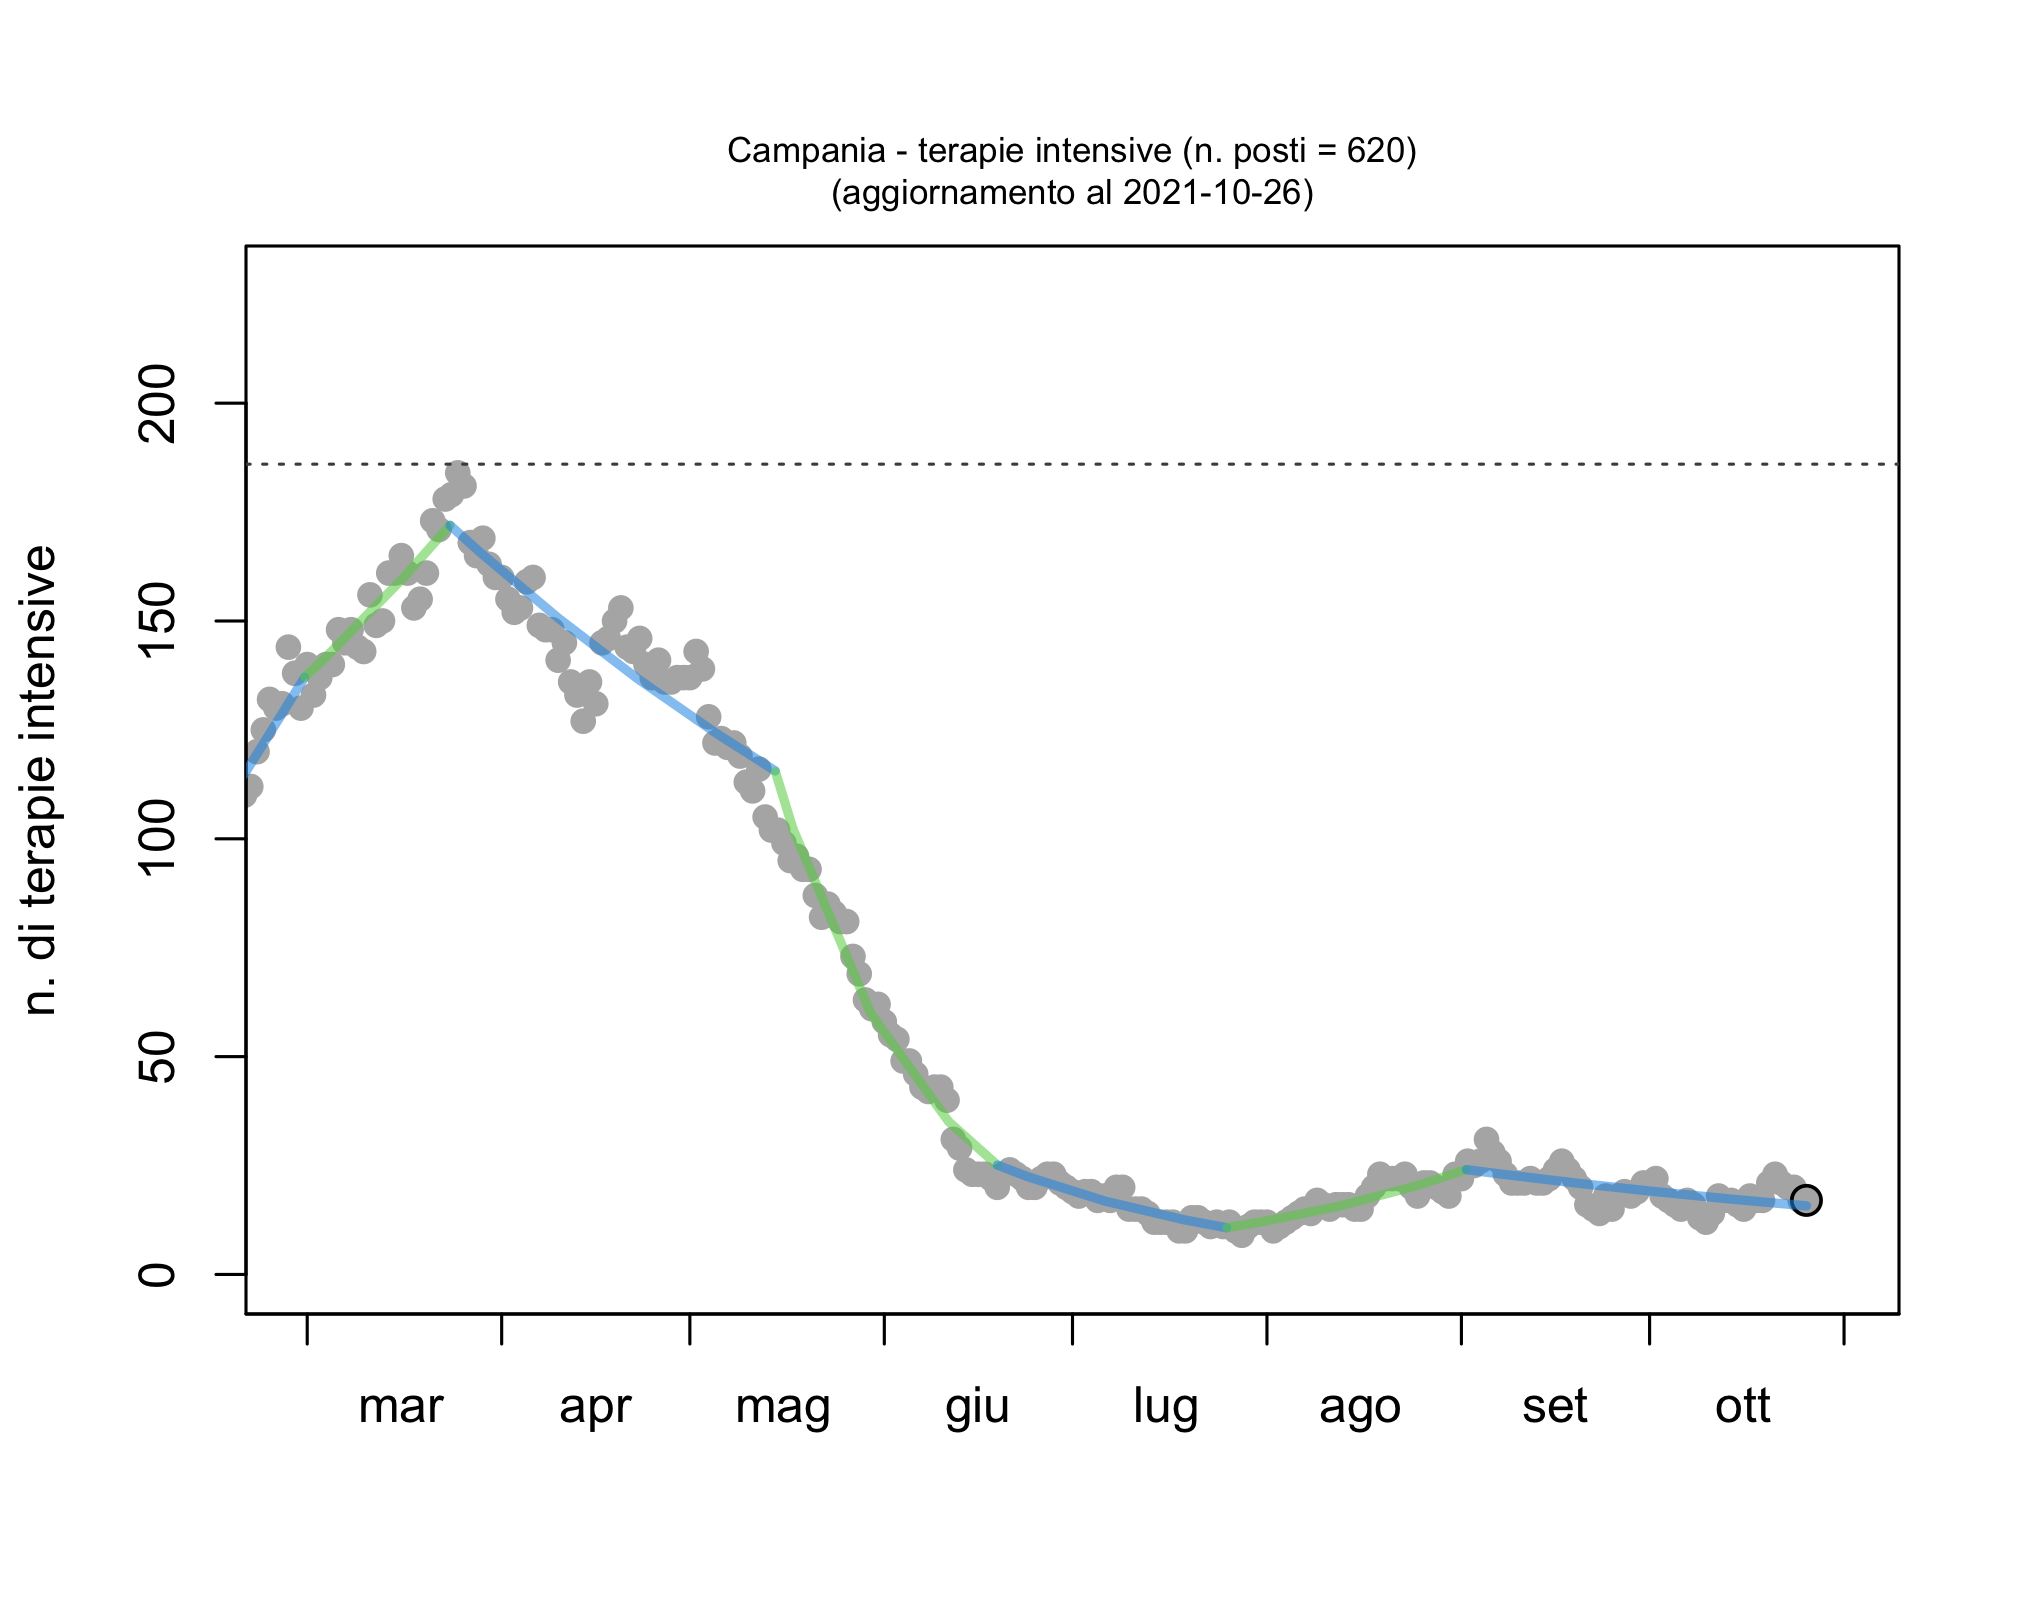 Campania - terapie intensive (n. posti = 620)
(aggiornamento al 2021-10-26)
n. di terapie intensive
200
150
100
50
0
mar apr mag giu lug ago set ott